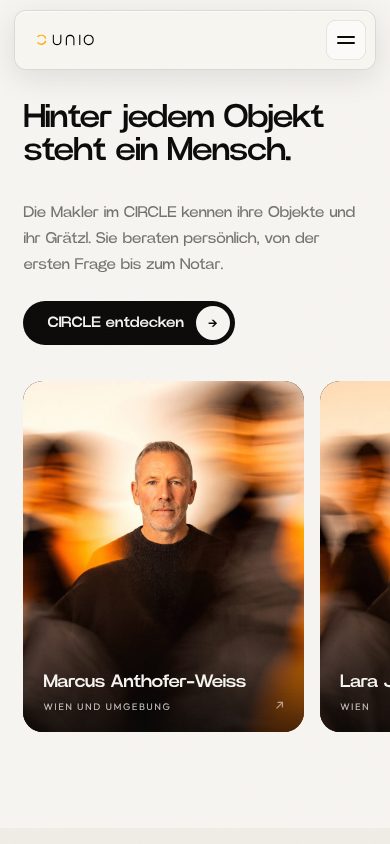 UNIO
Hinter jedem Objekt
steht ein Mensch.
Die Makler im CIRCLE kennen ihre Objekte und
ihr Grätzl. Sie beraten persönlich, von der
ersten Frage bis zum Notar.
CIRCLE entdecken
Marcus Anthofer-Weiss
WIEN UND UMGEBUNG
Lara
WIEN